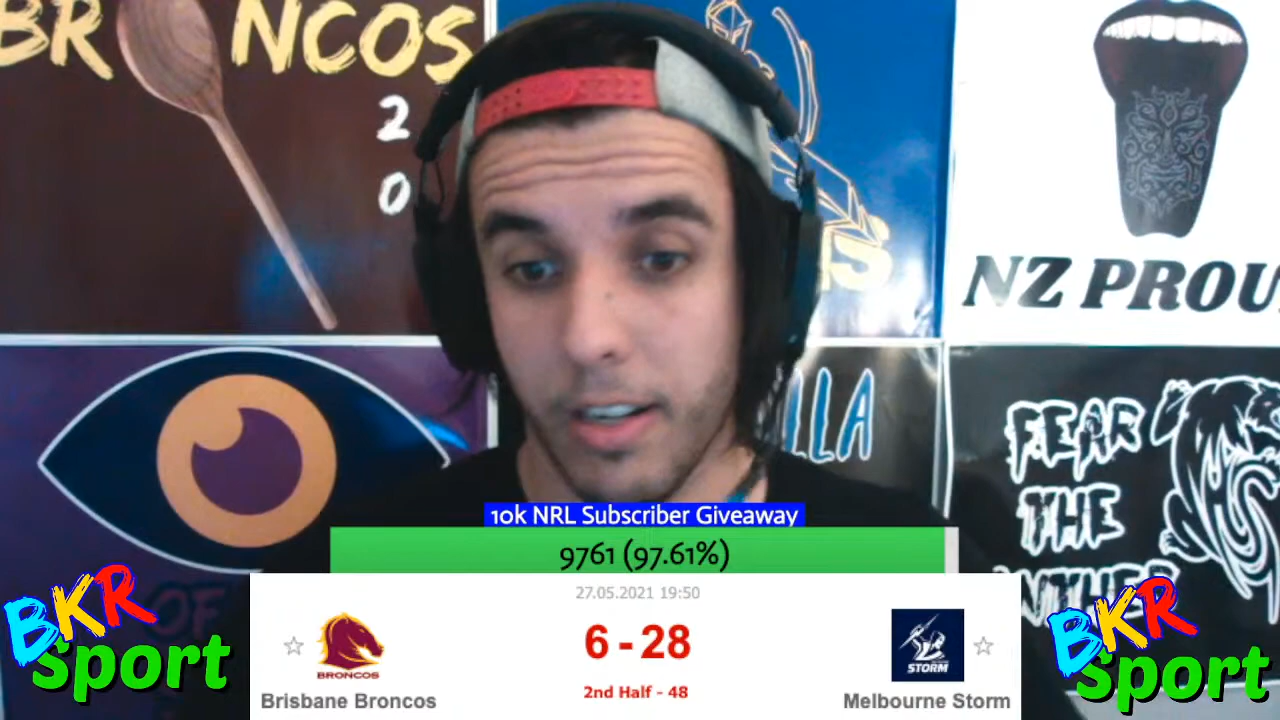 BR NCOS
2
0
NZ PROU
LLA
FEAR
THE
10k NRL Subscriber Giveaway
9761 (97.61%)
27.05.2021 19:50
6 - 28
2nd Half - 48
BRONCOS
Brisbane Broncos
STORM
Melbourne Storm
BKR
Sport
BKR
Sport